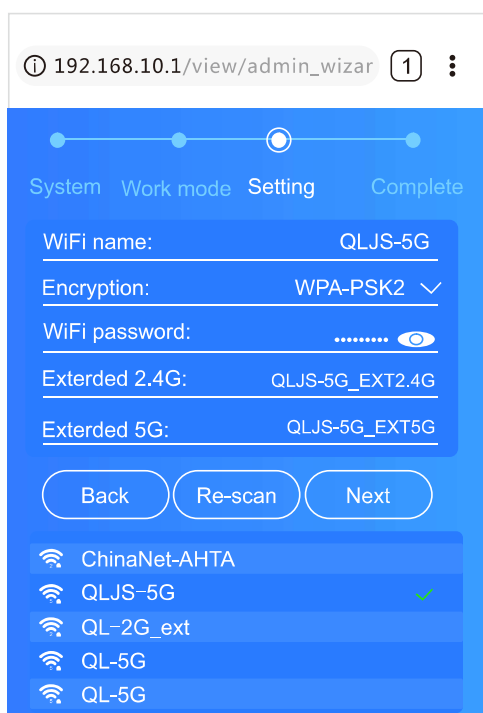 192.168.10.1/view/admin_wizar 1
System Work mode Setting Complete
WiFi name: QLJS-5G
Encryption: WPA-PSK2
WiFi password: •••••••••
Exterded 2.4G: QLJS-5G_EXT2.4G
Exterded 5G: QLJS-5G_EXT5G
Back Re-scan Next
ChinaNet-AHTA
QLJS-5G
QL-2G_ext
QL-5G
QL-5G